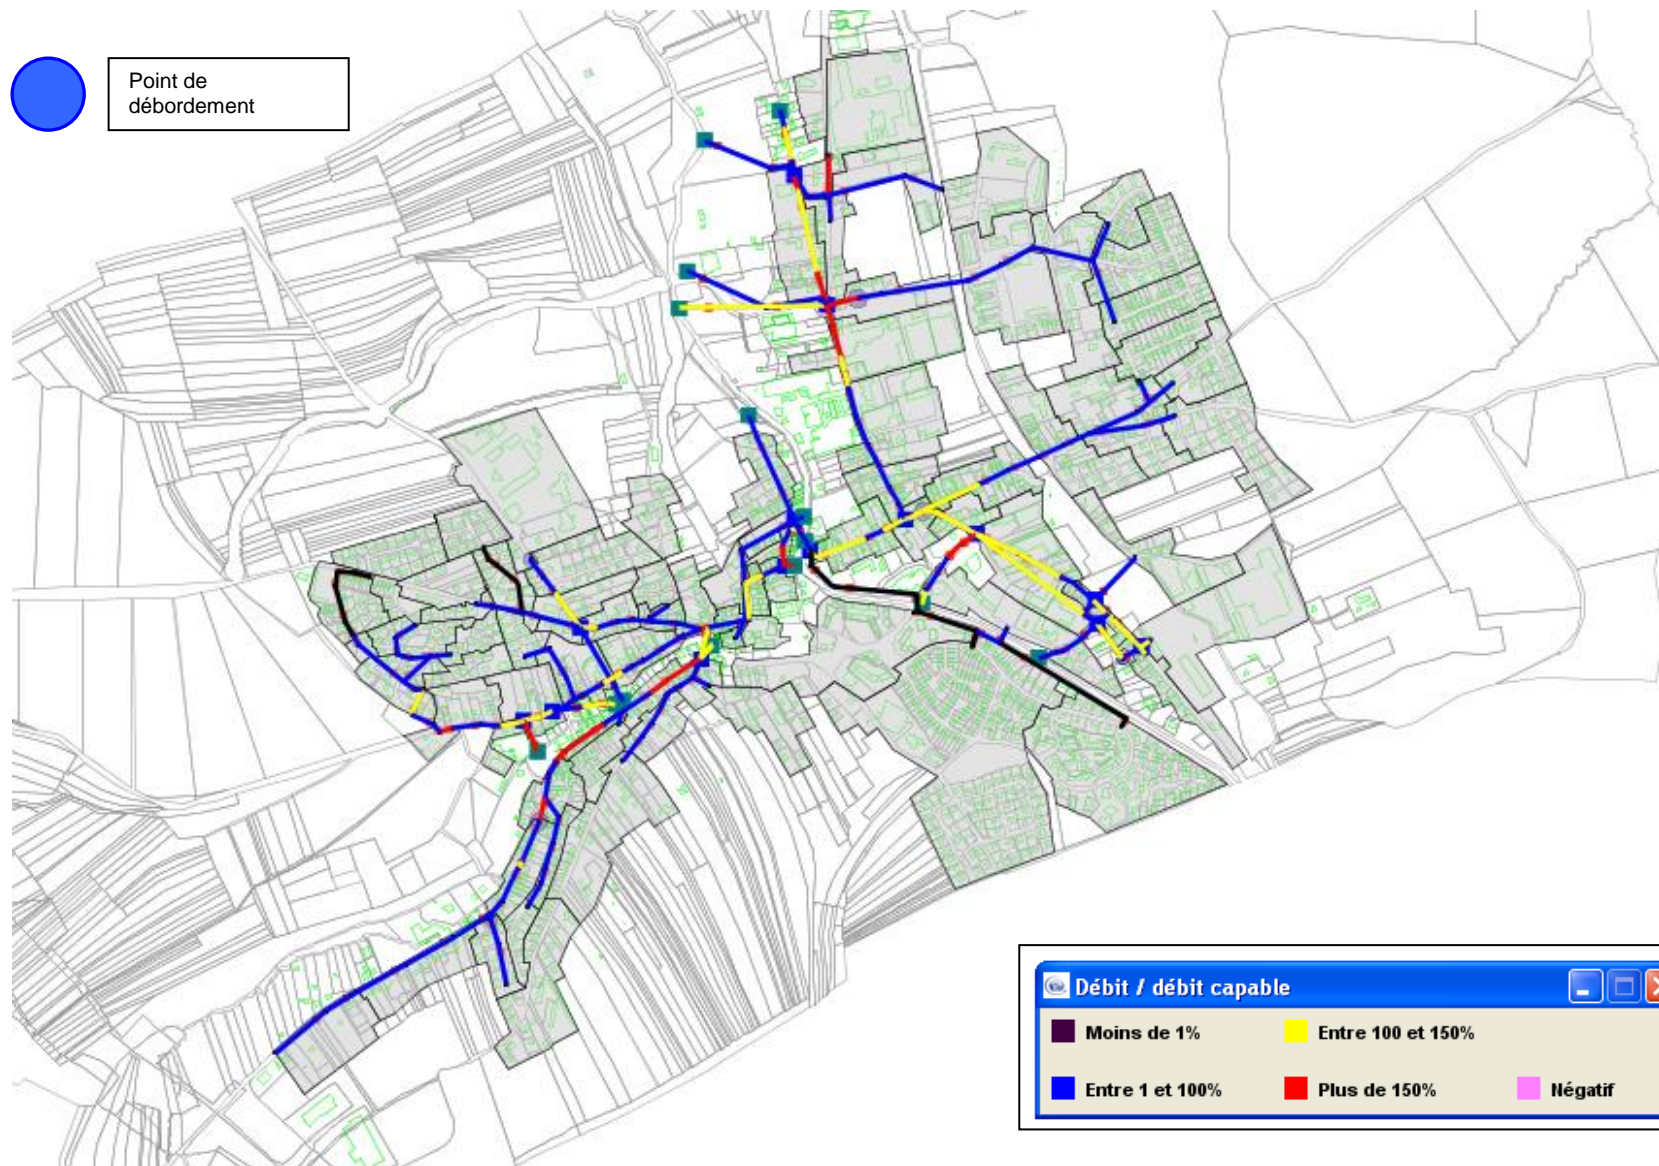 Point de
débordement
Débit / débit capable
Moins de 1%
Entre 100 et 150%
Entre 1 et 100%
Plus de 150%
Négatif